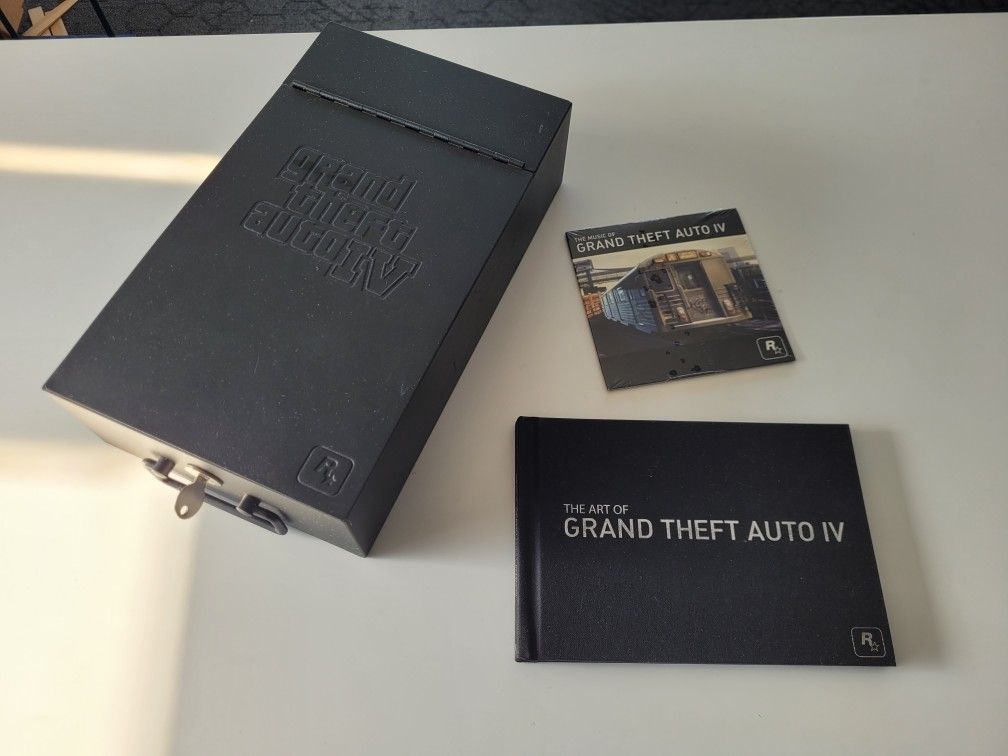 grand
theft
auto IV
R
THE MUSIC OF
GRAND THEFT AUTO IV
R
THE ART OF
GRAND THEFT AUTO IV
R